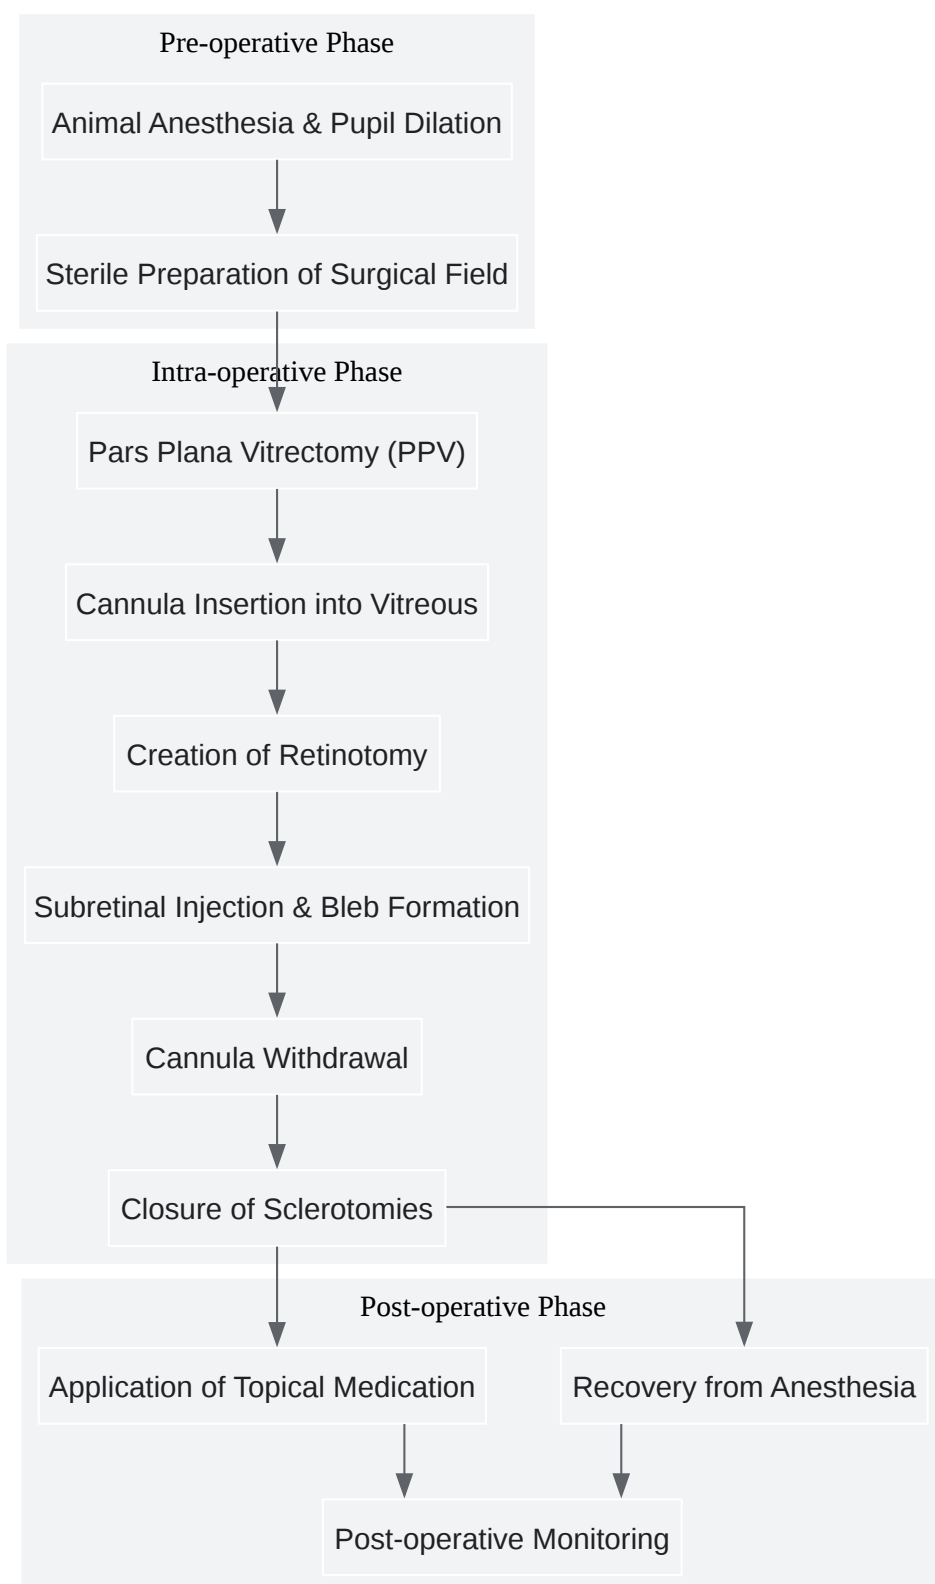 Pre-operative Phase
Animal Anesthesia & Pupil Dilation
Sterile Preparation of Surgical Field
Intra-operative Phase
Pars Plana Vitrectomy (PPV)
Cannula Insertion into Vitreous
Creation of Retinotomy
Subretinal Injection & Bleb Formation
Cannula Withdrawal
Closure of Sclerotomies
Post-operative Phase
Application of Topical Medication
Recovery from Anesthesia
Post-operative Monitoring